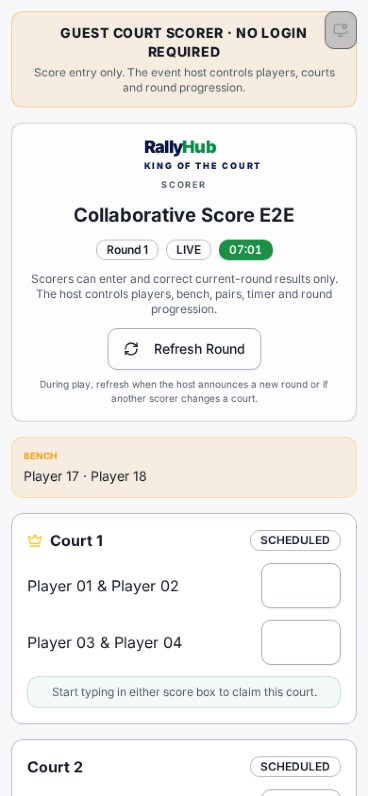 GUEST COURT SCORER · NO LOGIN
REQUIRED
Score entry only. The event host controls players, courts
and round progression.
RallyHub
KING OF THE COURT
SCORER
Collaborative Score E2E
Round 1
LIVE
07:01
Scorers can enter and correct current-round results only.
The host controls players, bench, pairs, timer and round
progression.
Refresh Round
During play, refresh when the host announces a new round or if
another scorer changes a court.
BENCH
Player 17 · Player 18
Court 1
SCHEDULED
Player 01 & Player 02
Player 03 & Player 04
Start typing in either score box to claim this court.
Court 2
SCHEDULED